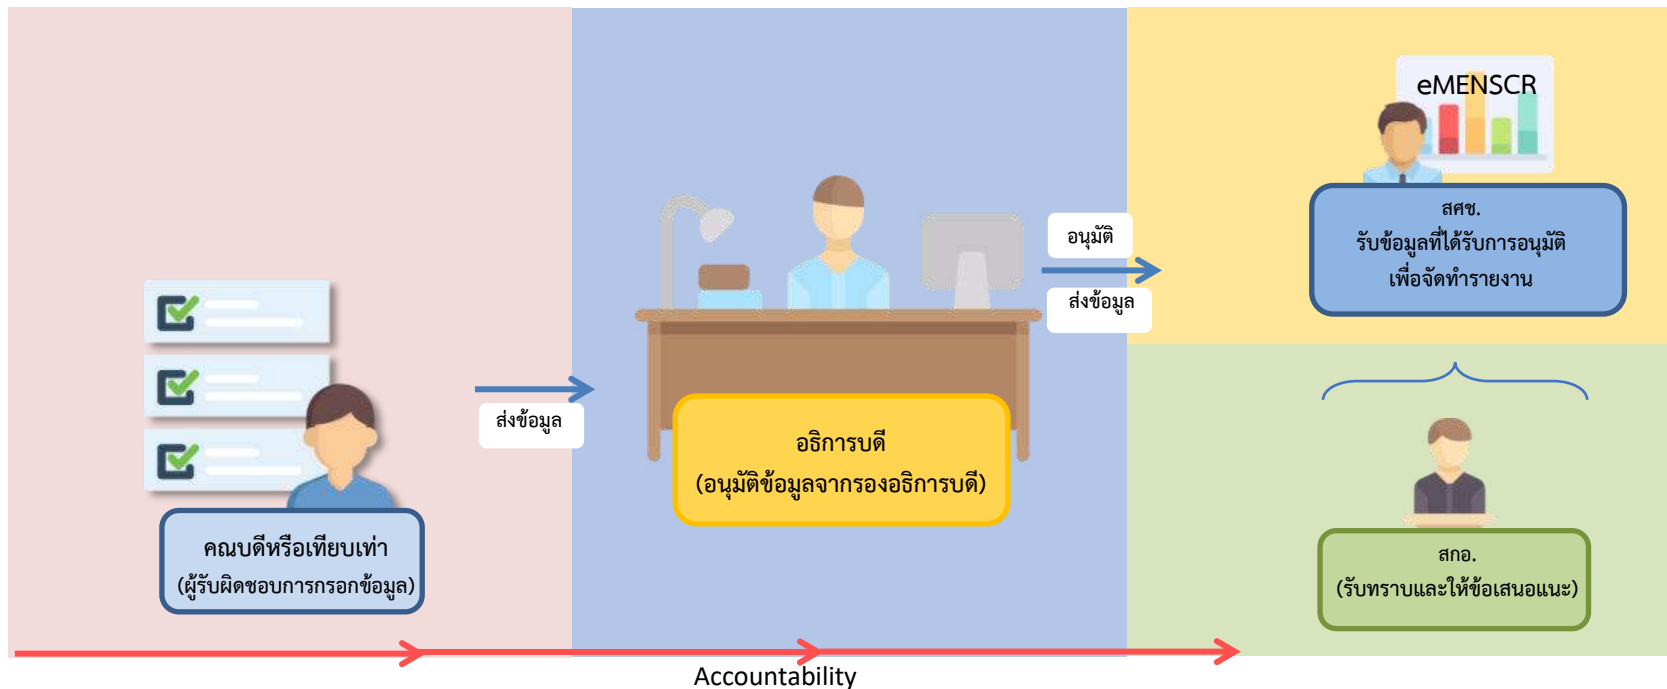 คณบดีหรือเทียบเท่า
(ผู้รับผิดชอบการกรอกข้อมูล)
ส่งข้อมูล
อธิการบดี
(อนุมัติข้อมูลจากรองอธิการบดี)
อนุมัติ
ส่งข้อมูล
eMENSCR
สศช.
รับข้อมูลที่ได้รับการอนุมัติ
เพื่อจัดทำรายงาน
สกอ.
(รับทราบและให้ข้อเสนอแนะ)
Accountability